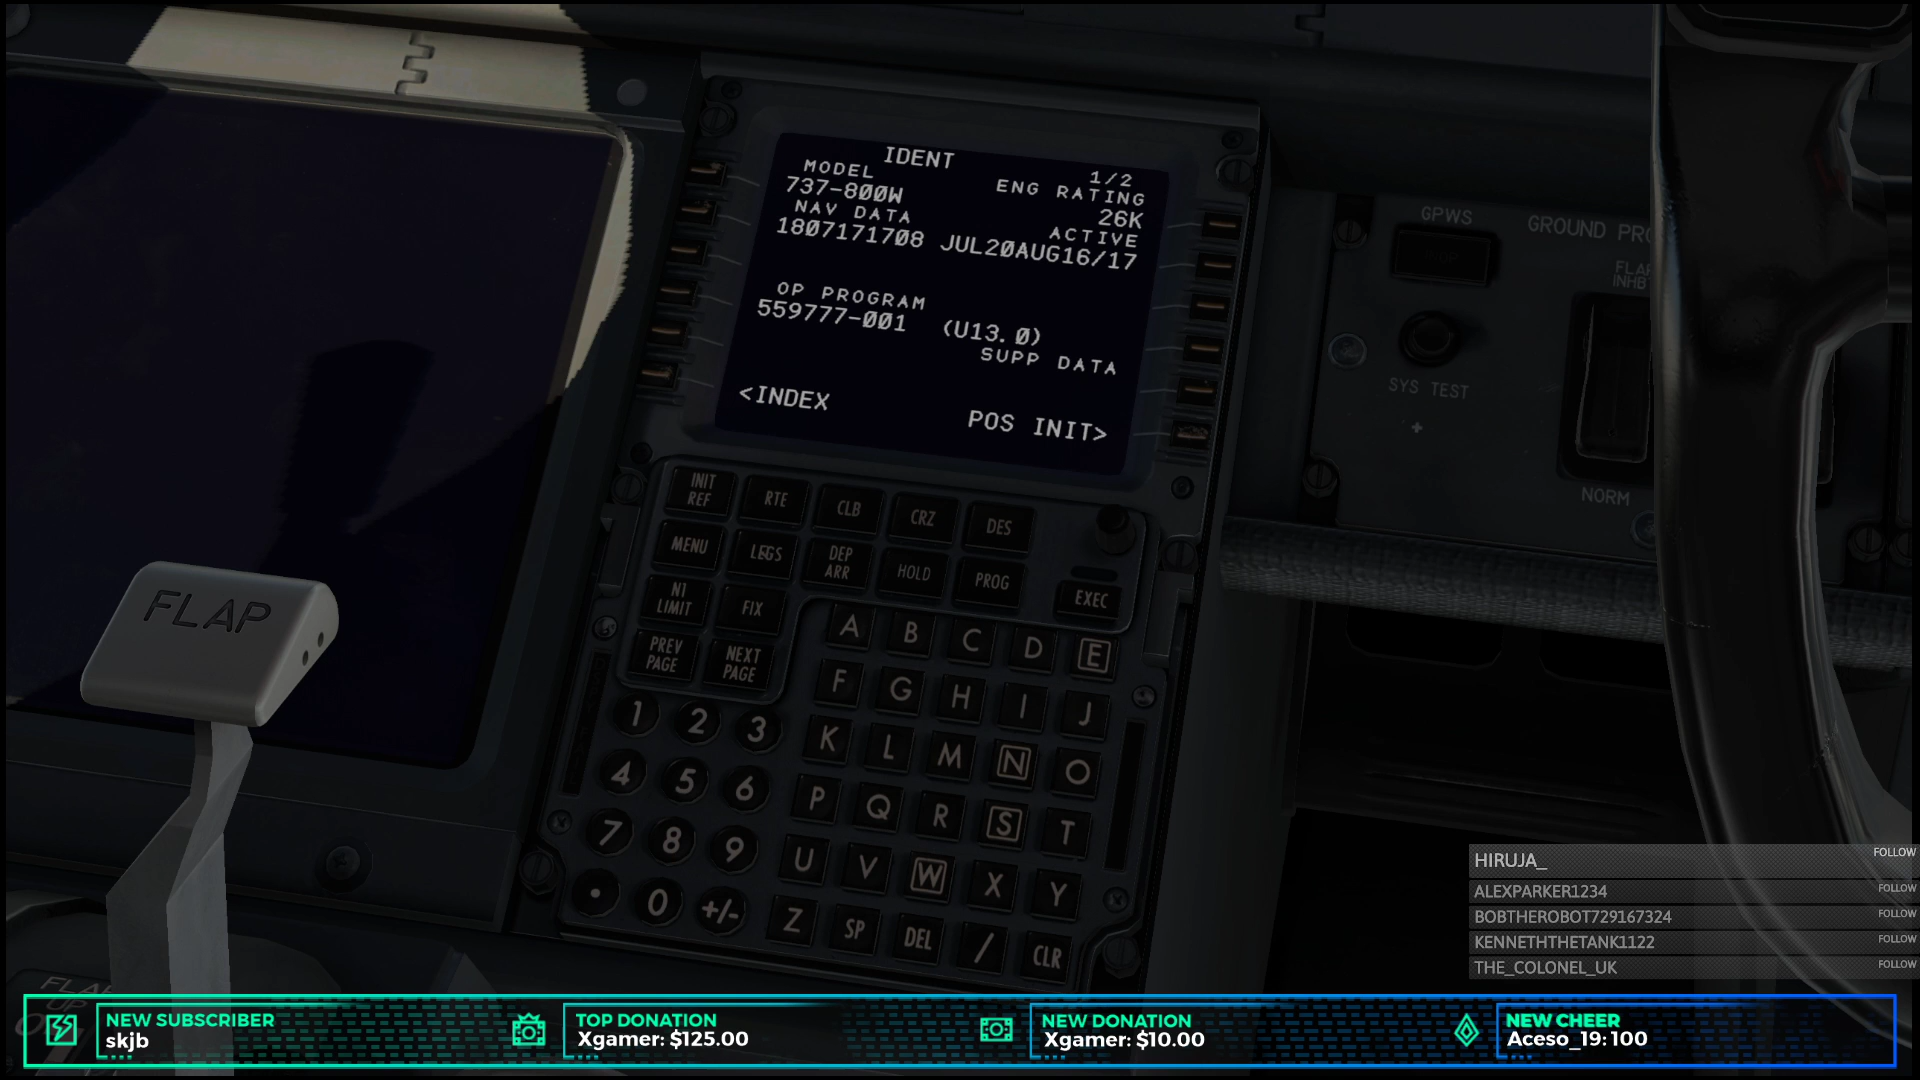 IDENT
1/2
MODEL
ENG RATING
737-800W
26K
NAV DATA
ACTIVE
1807171708 JUL20AUG16/17
OP PROGRAM
559777-001 (U13.0)
SUPP DATA
<INDEX
POS INIT>
INIT REF
RTE
CLB
CRZ
DES
MENU
LEGS
DEP ARR
HOLD
PROG
N1 LIMIT
FIX
EXEC
PREV PAGE
NEXT PAGE
A B C D E
F G H I J
K L M N O
P Q R S T
U V W X Y
Z SP DEL / CLR
1 2 3
4 5 6
7 8 9
. 0 +/-
GPWS
GROUND
SYS TEST
NORM
FLAP
UP
HIRUJA_ FOLLOW
ALEXPARKER1234 FOLLOW
BOBTHEROBOT729167324 FOLLOW
KENNETHTHETANK1122 FOLLOW
THE_COLONEL_UK FOLLOW
NEW SUBSCRIBER
skjb
TOP DONATION
Xgamer: $125.00
NEW DONATION
Xgamer: $10.00
NEW CHEER
Aceso_19: 100